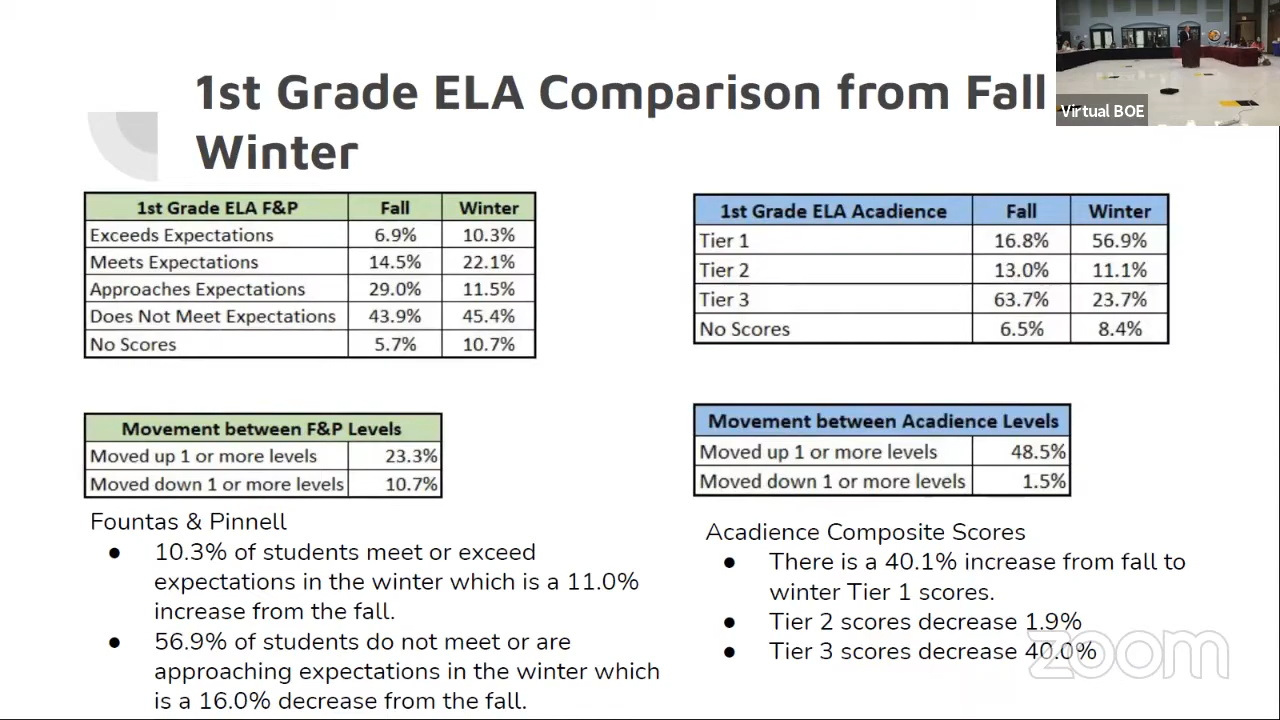 1st Grade ELA Comparison from Fall
Winter
Virtual BOE
1st Grade ELA F&P Fall Winter
Exceeds Expectations 6.9% 10.3%
Meets Expectations 14.5% 22.1%
Approaches Expectations 29.0% 11.5%
Does Not Meet Expectations 43.9% 45.4%
No Scores 5.7% 10.7%
1st Grade ELA Acadience Fall Winter
Tier 1 16.8% 56.9%
Tier 2 13.0% 11.1%
Tier 3 63.7% 23.7%
No Scores 6.5% 8.4%
Movement between F&P Levels
Moved up 1 or more levels 23.3%
Moved down 1 or more levels 10.7%
Movement between Acadience Levels
Moved up 1 or more levels 48.5%
Moved down 1 or more levels 1.5%
Fountas & Pinnell
● 10.3% of students meet or exceed
expectations in the winter which is a 11.0%
increase from the fall.
● 56.9% of students do not meet or are
approaching expectations in the winter which
is a 16.0% decrease from the fall.
Acadience Composite Scores
● There is a 40.1% increase from fall to
winter Tier 1 scores.
● Tier 2 scores decrease 1.9%
● Tier 3 scores decrease 40.0%
zoom